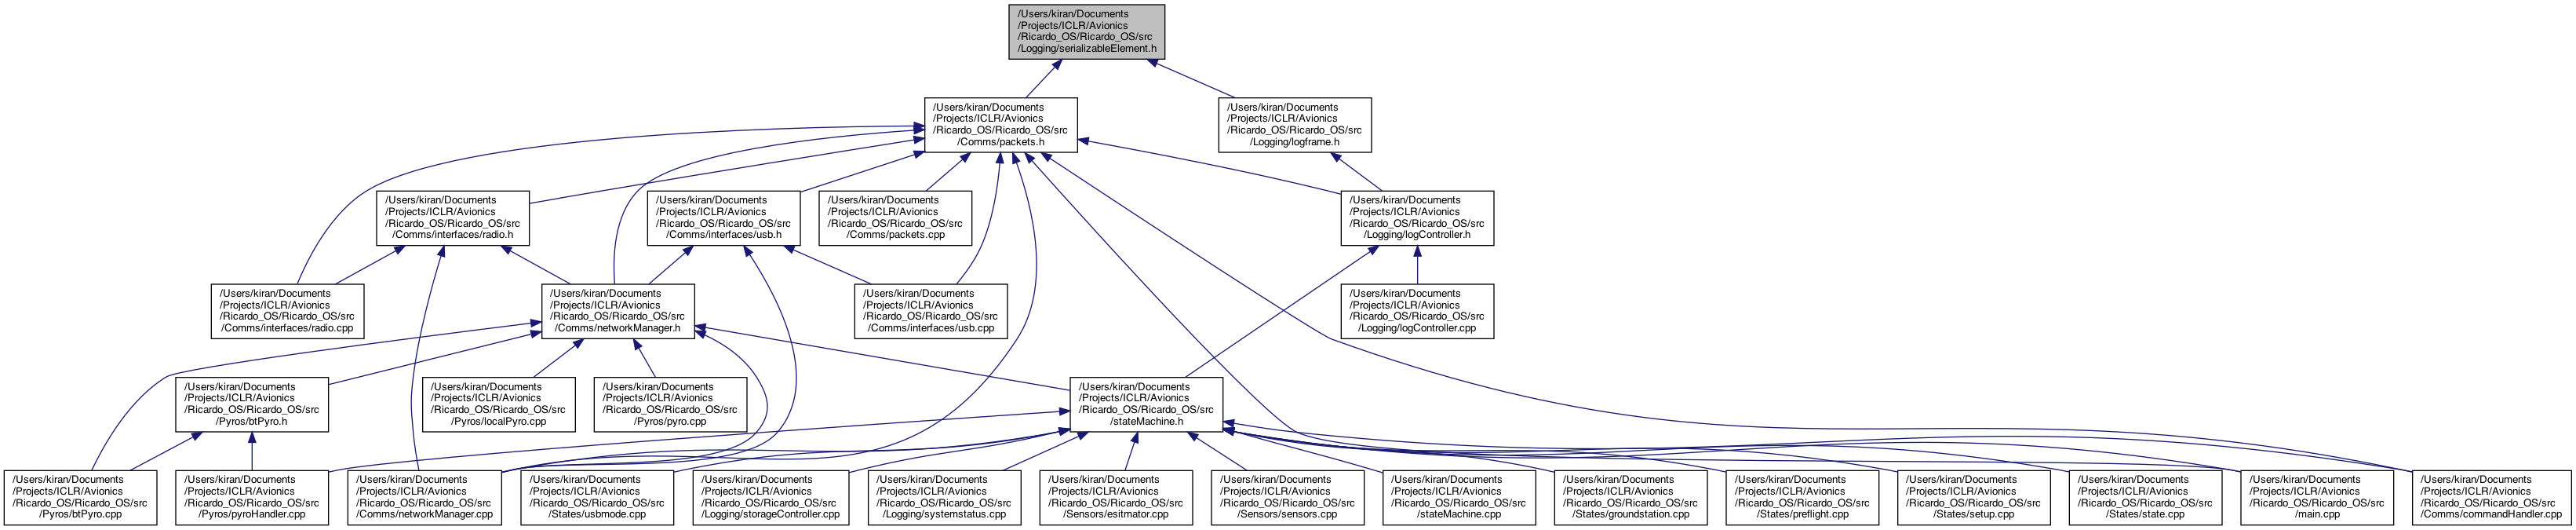 /Users/kiran/Documents
/Projects/ICLR/Avionics
/Ricardo_OS/Ricardo_OS/src
/Logging/serializableElement.h
/Users/kiran/Documents
/Projects/ICLR/Avionics
/Ricardo_OS/Ricardo_OS/src
/Comms/packets.h
/Users/kiran/Documents
/Projects/ICLR/Avionics
/Ricardo_OS/Ricardo_OS/src
/Logging/logframe.h
/Users/kiran/Documents
/Projects/ICLR/Avionics
/Ricardo_OS/Ricardo_OS/src
/Comms/interfaces/radio.h
/Users/kiran/Documents
/Projects/ICLR/Avionics
/Ricardo_OS/Ricardo_OS/src
/Comms/interfaces/usb.h
/Users/kiran/Documents
/Projects/ICLR/Avionics
/Ricardo_OS/Ricardo_OS/src
/Comms/packets.cpp
/Users/kiran/Documents
/Projects/ICLR/Avionics
/Ricardo_OS/Ricardo_OS/src
/Logging/logController.h
/Users/kiran/Documents
/Projects/ICLR/Avionics
/Ricardo_OS/Ricardo_OS/src
/Comms/interfaces/radio.cpp
/Users/kiran/Documents
/Projects/ICLR/Avionics
/Ricardo_OS/Ricardo_OS/src
/Comms/networkManager.h
/Users/kiran/Documents
/Projects/ICLR/Avionics
/Ricardo_OS/Ricardo_OS/src
/Comms/interfaces/usb.cpp
/Users/kiran/Documents
/Projects/ICLR/Avionics
/Ricardo_OS/Ricardo_OS/src
/Logging/logController.cpp
/Users/kiran/Documents
/Projects/ICLR/Avionics
/Ricardo_OS/Ricardo_OS/src
/Pyros/btPyro.h
/Users/kiran/Documents
/Projects/ICLR/Avionics
/Ricardo_OS/Ricardo_OS/src
/Pyros/localPyro.cpp
/Users/kiran/Documents
/Projects/ICLR/Avionics
/Ricardo_OS/Ricardo_OS/src
/Pyros/pyro.cpp
/Users/kiran/Documents
/Projects/ICLR/Avionics
/Ricardo_OS/Ricardo_OS/src
/stateMachine.h
/Users/kiran/Documents
/Projects/ICLR/Avionics
/Ricardo_OS/Ricardo_OS/src
/Pyros/btPyro.cpp
/Users/kiran/Documents
/Projects/ICLR/Avionics
/Ricardo_OS/Ricardo_OS/src
/Pyros/pyroHandler.cpp
/Users/kiran/Documents
/Projects/ICLR/Avionics
/Ricardo_OS/Ricardo_OS/src
/Comms/networkManager.cpp
/Users/kiran/Documents
/Projects/ICLR/Avionics
/Ricardo_OS/Ricardo_OS/src
/States/usbmode.cpp
/Users/kiran/Documents
/Projects/ICLR/Avionics
/Ricardo_OS/Ricardo_OS/src
/Logging/storageController.cpp
/Users/kiran/Documents
/Projects/ICLR/Avionics
/Ricardo_OS/Ricardo_OS/src
/Logging/systemstatus.cpp
/Users/kiran/Documents
/Projects/ICLR/Avionics
/Ricardo_OS/Ricardo_OS/src
/Sensors/esitmator.cpp
/Users/kiran/Documents
/Projects/ICLR/Avionics
/Ricardo_OS/Ricardo_OS/src
/Sensors/sensors.cpp
/Users/kiran/Documents
/Projects/ICLR/Avionics
/Ricardo_OS/Ricardo_OS/src
/stateMachine.cpp
/Users/kiran/Documents
/Projects/ICLR/Avionics
/Ricardo_OS/Ricardo_OS/src
/States/groundstation.cpp
/Users/kiran/Documents
/Projects/ICLR/Avionics
/Ricardo_OS/Ricardo_OS/src
/States/preflight.cpp
/Users/kiran/Documents
/Projects/ICLR/Avionics
/Ricardo_OS/Ricardo_OS/src
/States/setup.cpp
/Users/kiran/Documents
/Projects/ICLR/Avionics
/Ricardo_OS/Ricardo_OS/src
/States/state.cpp
/Users/kiran/Documents
/Projects/ICLR/Avionics
/Ricardo_OS/Ricardo_OS/src
/main.cpp
/Users/kiran/Documents
/Projects/ICLR/Avionics
/Ricardo_OS/Ricardo_OS/src
/Comms/commandHandler.cpp